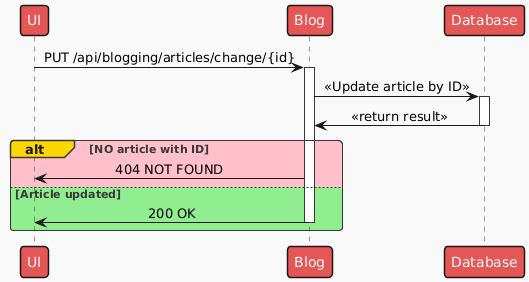 UI Blog Database
PUT /api/blogging/articles/change/{id}
«Update article by ID»
«return result»
alt [NO article with ID]
404 NOT FOUND
[Article updated]
200 OK
UI Blog Database